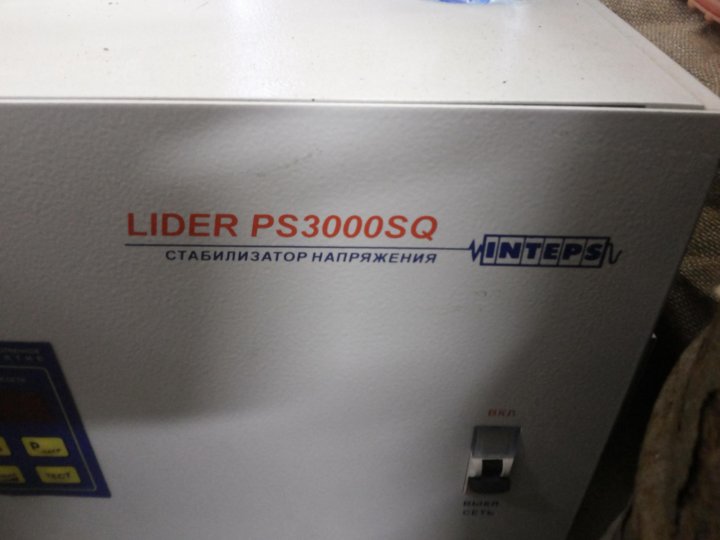 LIDER PS3000SQ
СТАБИЛИЗАТОР НАПРЯЖЕНИЯ
INTEPS
ВКЛ
ТЕСТ
ВЫКЛ
СЕТЬ